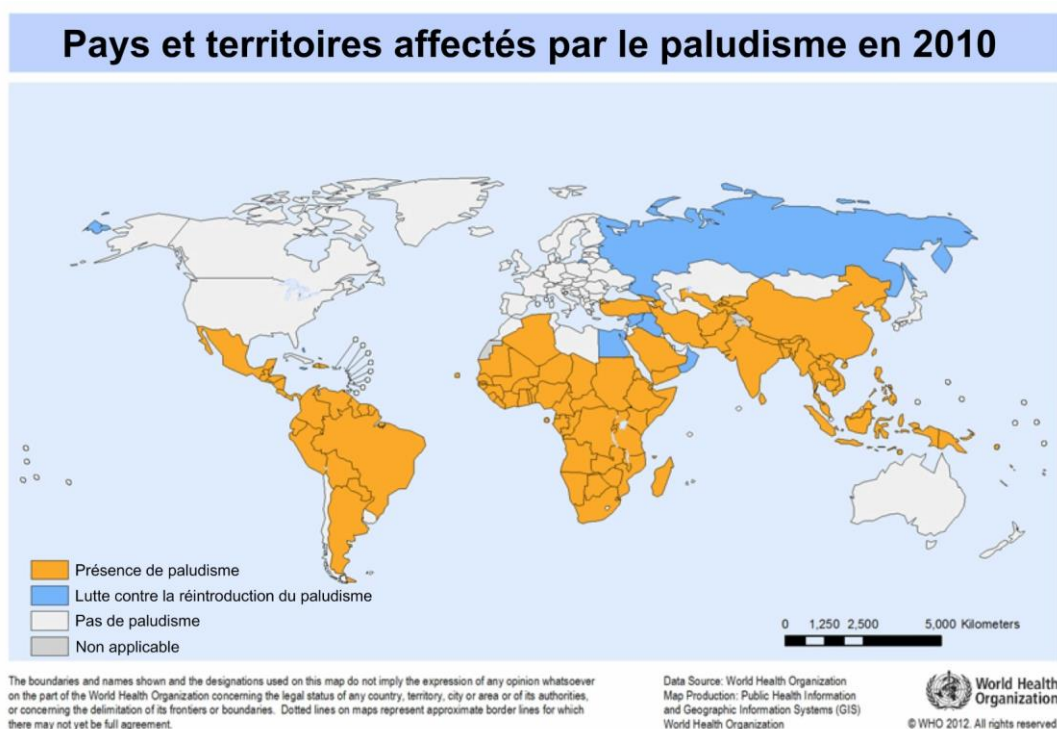 Pays et territoires affectés par le paludisme en 2010
Présence de paludisme
Lutte contre la réintroduction du paludisme
Pas de paludisme
Non applicable
0 1,250 2,500 5,000 Kilometers
The boundaries and names shown and the designations used on this map do not imply the expression of any opinion whatsoever
on the part of the World Health Organization concerning the legal status of any country, territory, city or area or of its authorities,
or concerning the delimitation of its frontiers or boundaries. Dotted lines on maps represent approximate border lines for which
there may not yet be full agreement.
Data Source: World Health Organization
Map Production: Public Health Information
and Geographic Information Systems (GIS)
World Health Organization
World Health
Organization
© WHO 2012. All rights reserved.